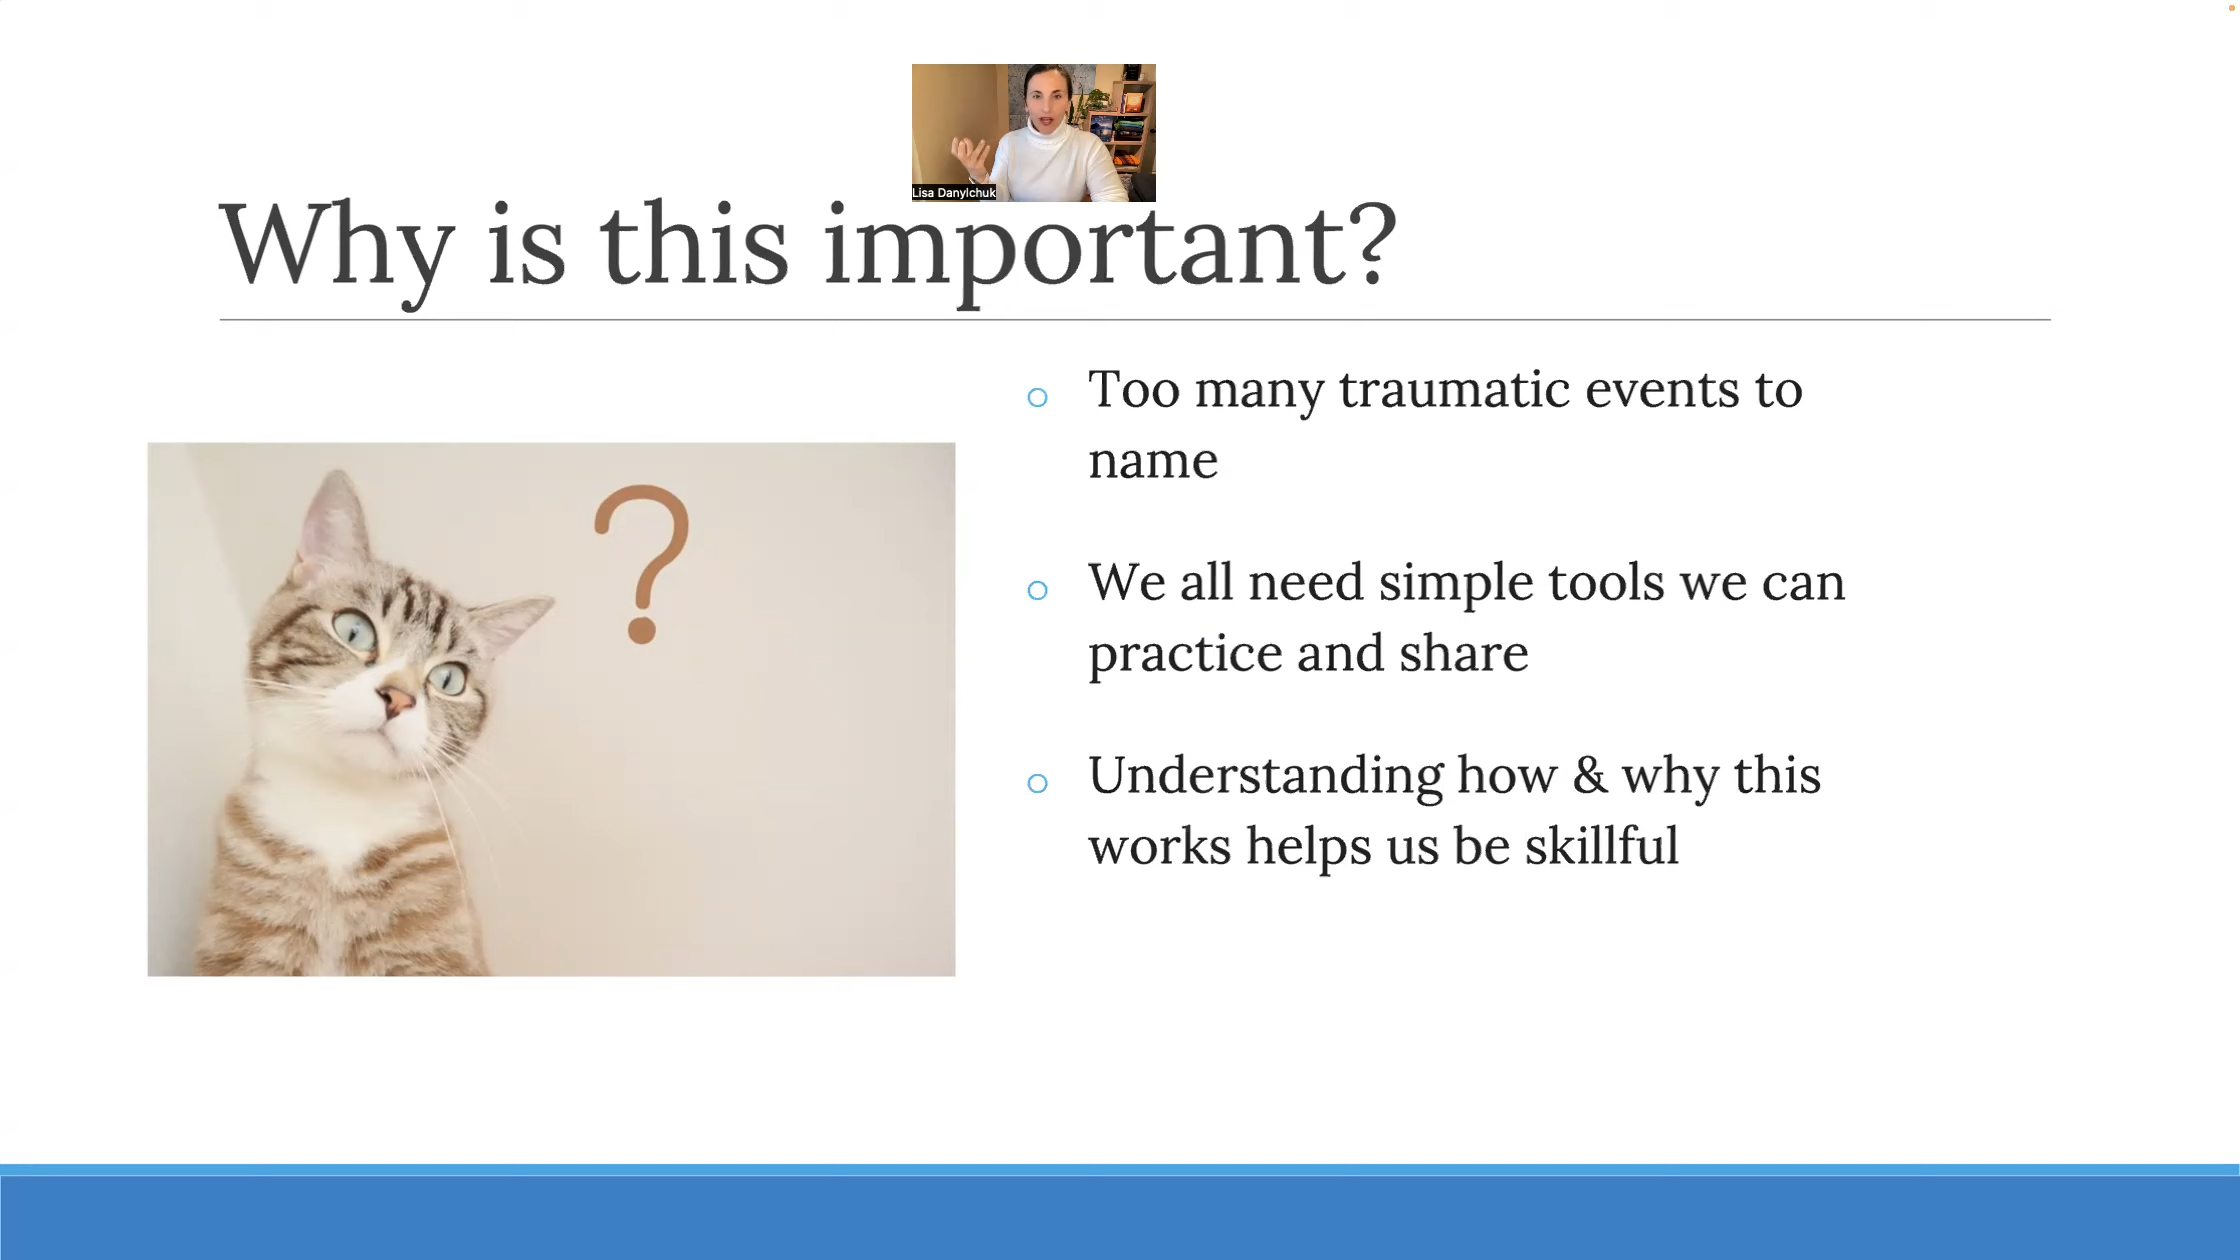 Lisa Danylchuk
Why is this important?
?
Too many traumatic events to
name
We all need simple tools we can
practice and share
Understanding how & why this
works helps us be skillful